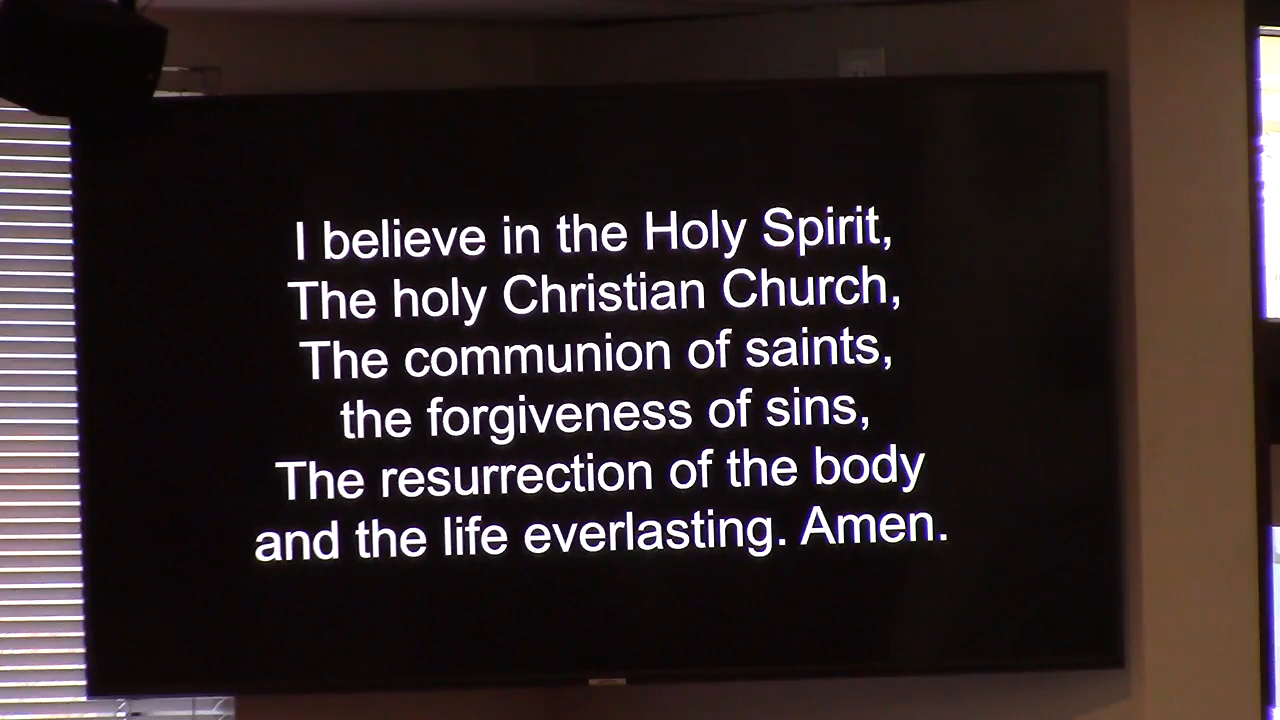 I believe in the Holy Spirit,
The holy Christian Church,
The communion of saints,
the forgiveness of sins,
The resurrection of the body
and the life everlasting. Amen.